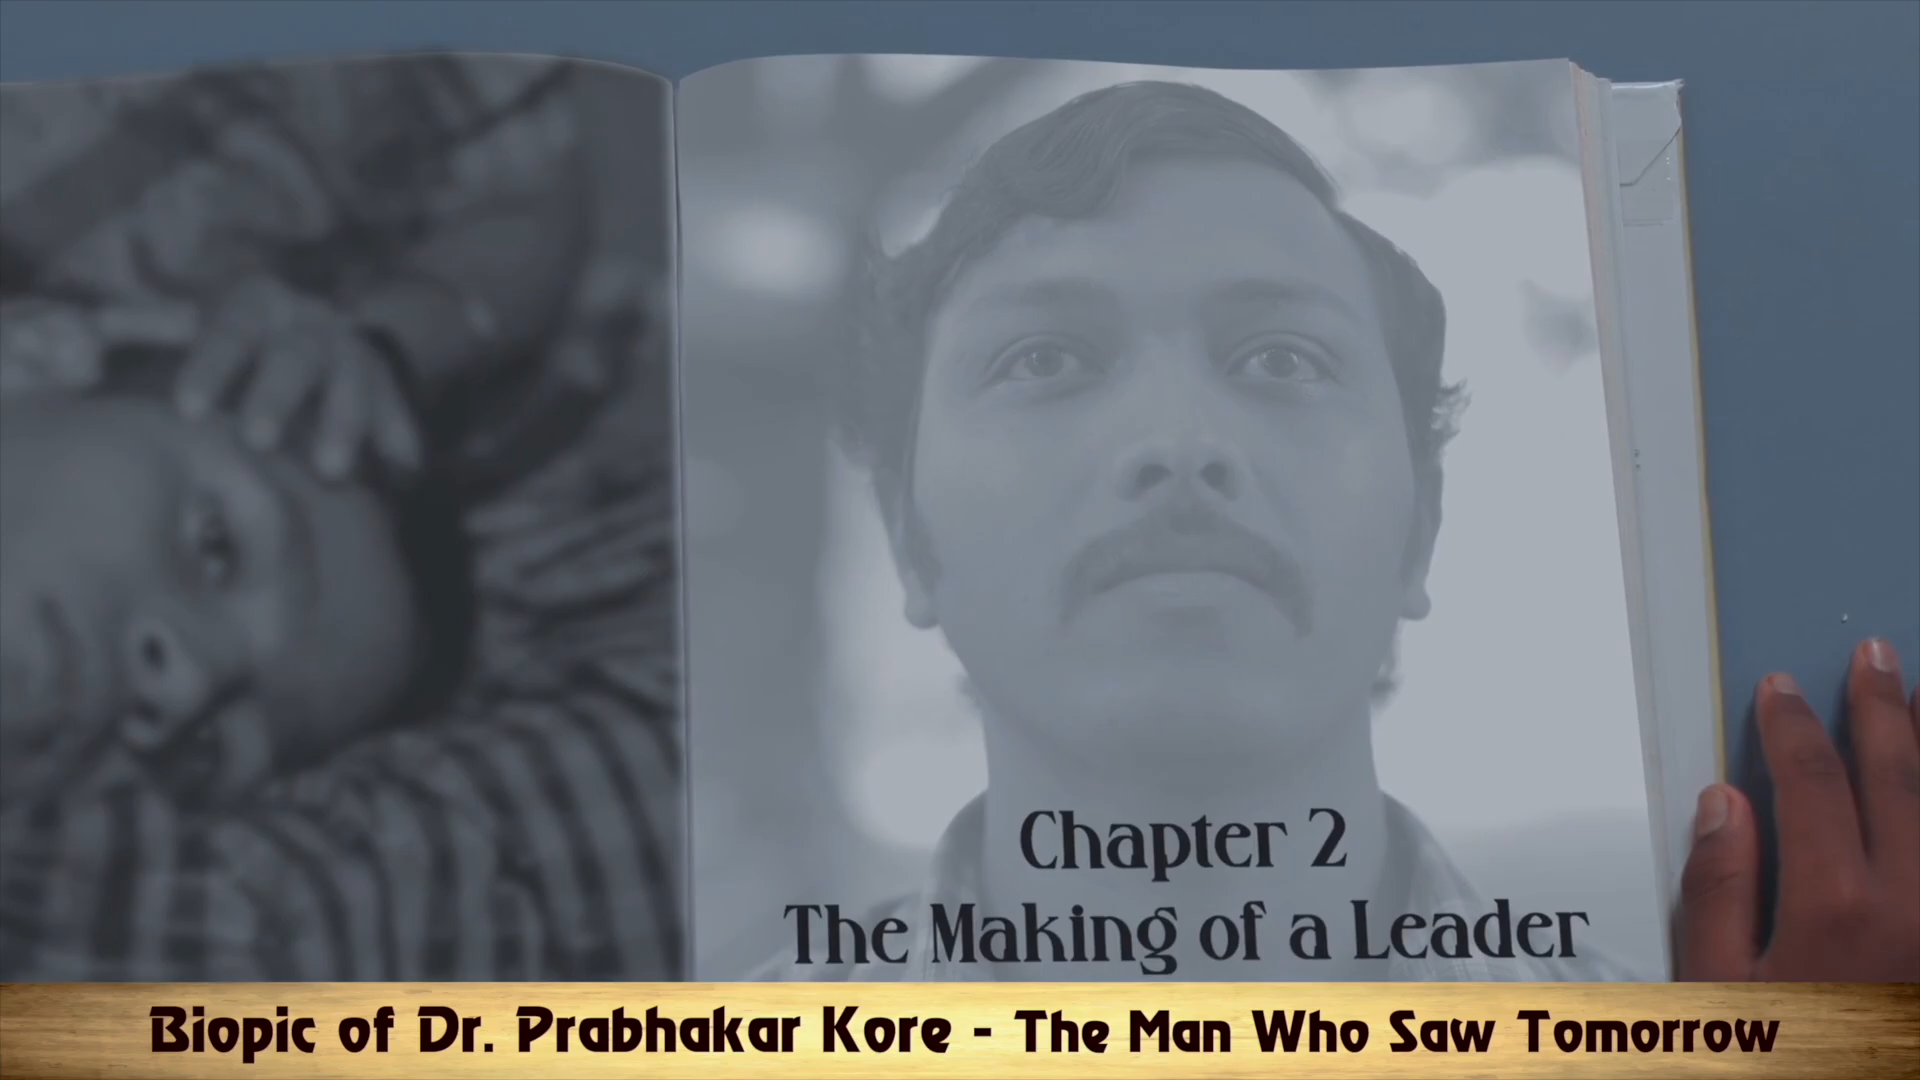 Chapter 2
The Making of a Leader
Biopic of Dr. Prabhakar Kore - The Man Who Saw Tomorrow